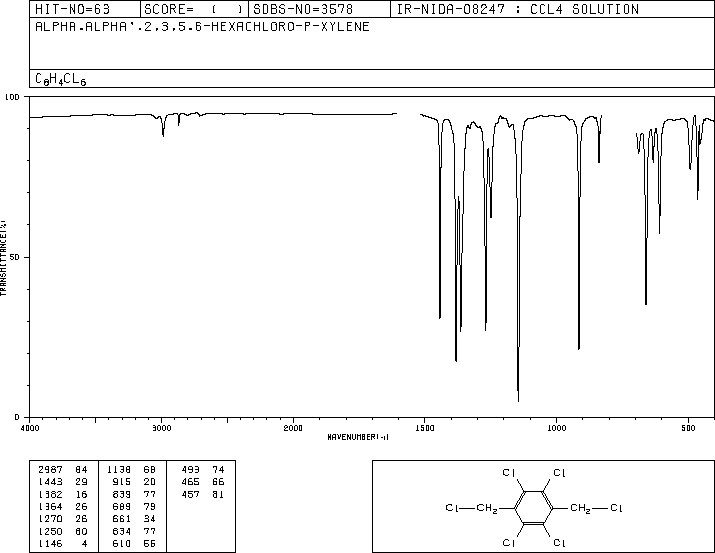 HIT-NO=63 SCORE= ( ) SDBS-NO=3578 IR-NIDA-08247 : CCL4 SOLUTION
ALPHA,ALPHA',2,3,5,6-HEXACHLORO-P-XYLENE
C8H4CL6
100
50
0
TRANSMITTANCE(%)
4000 3000 2000 1500 1000 500
WAVENUMBER(-1)
2987 84 1138 68 493 74
1443 29 915 20 465 66
1382 16 839 77 457 81
1364 26 689 79
1270 26 661 34
1250 60 634 77
1146 4 610 55
Cl Cl
Cl CH2 CH2 Cl
Cl Cl